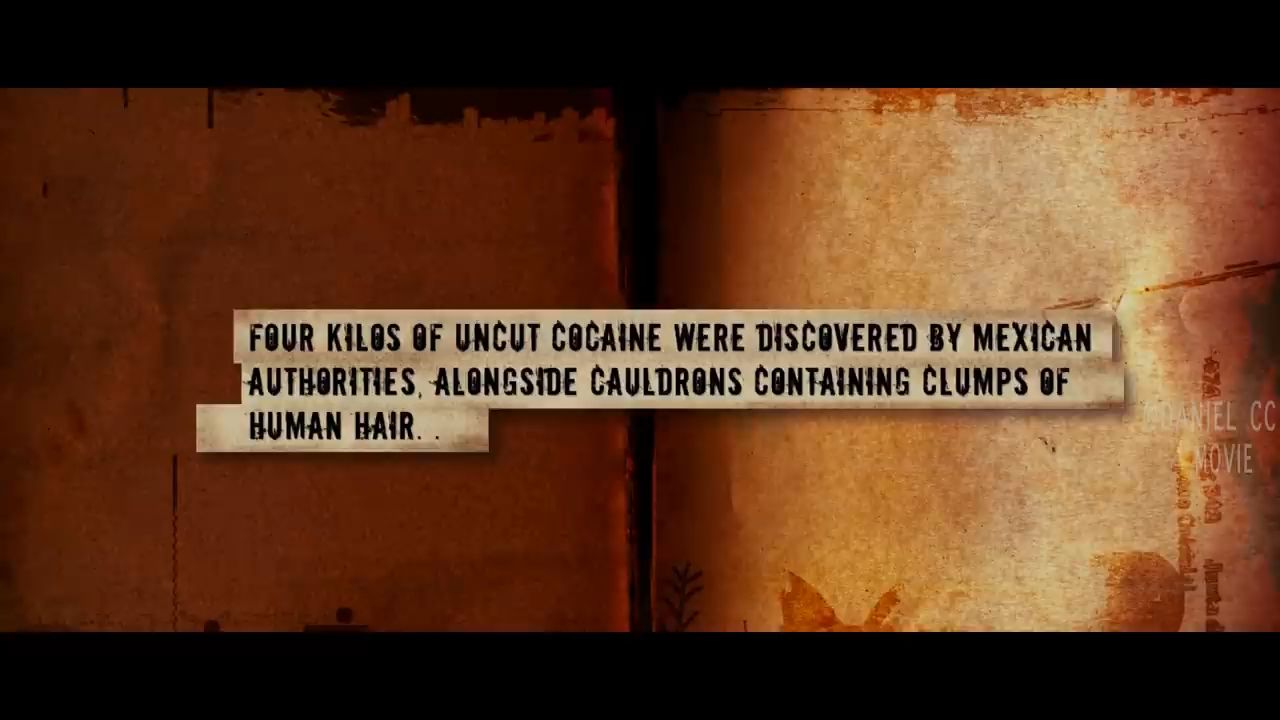 FOUR KILOS OF UNCUT COCAINE WERE DISCOVERED BY MEXICAN
AUTHORITIES, ALONGSIDE CAULDRONS CONTAINING CLUMPS OF
HUMAN HAIR. .
DANIEL CC
MOVIE